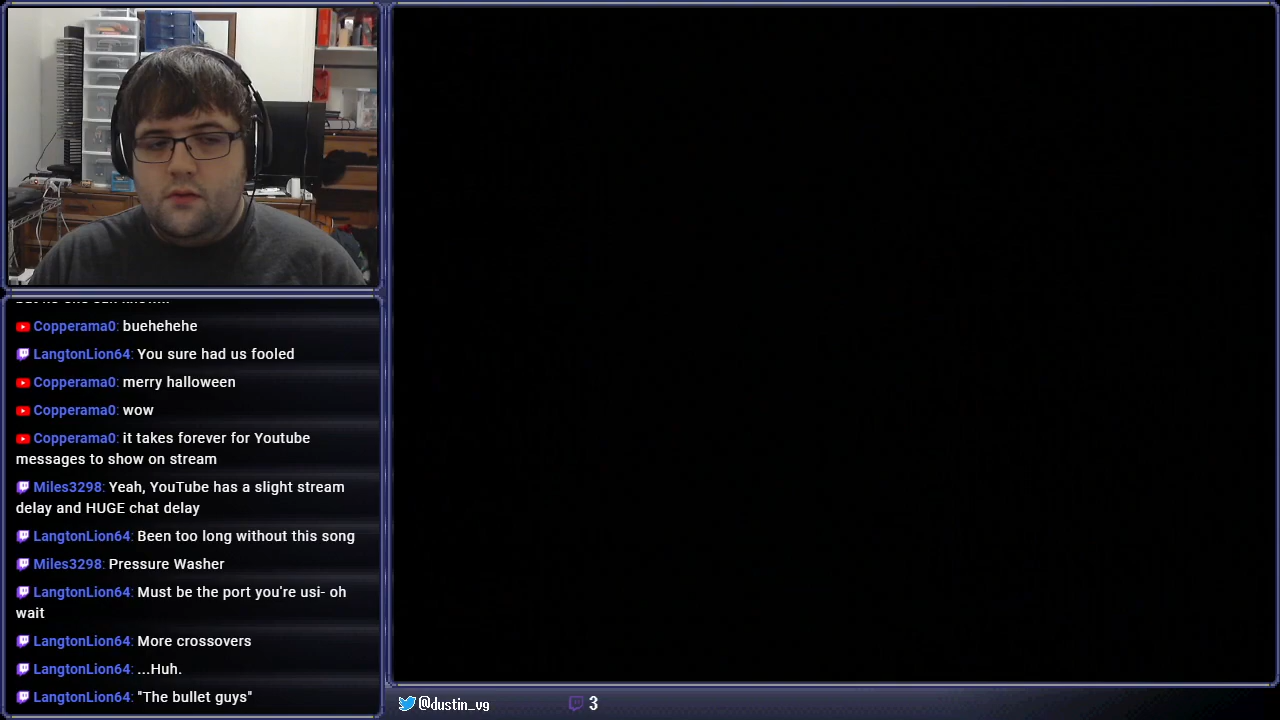 Copperama0: buehehehe
LangtonLion64: You sure had us fooled
Copperama0: merry halloween
Copperama0: wow
Copperama0: it takes forever for Youtube
messages to show on stream
Miles3298: Yeah, YouTube has a slight stream
delay and HUGE chat delay
LangtonLion64: Been too long without this song
Miles3298: Pressure Washer
LangtonLion64: Must be the port you're usi- oh
wait
LangtonLion64: More crossovers
LangtonLion64: ...Huh.
LangtonLion64: "The bullet guys"
@dustin_vg
3